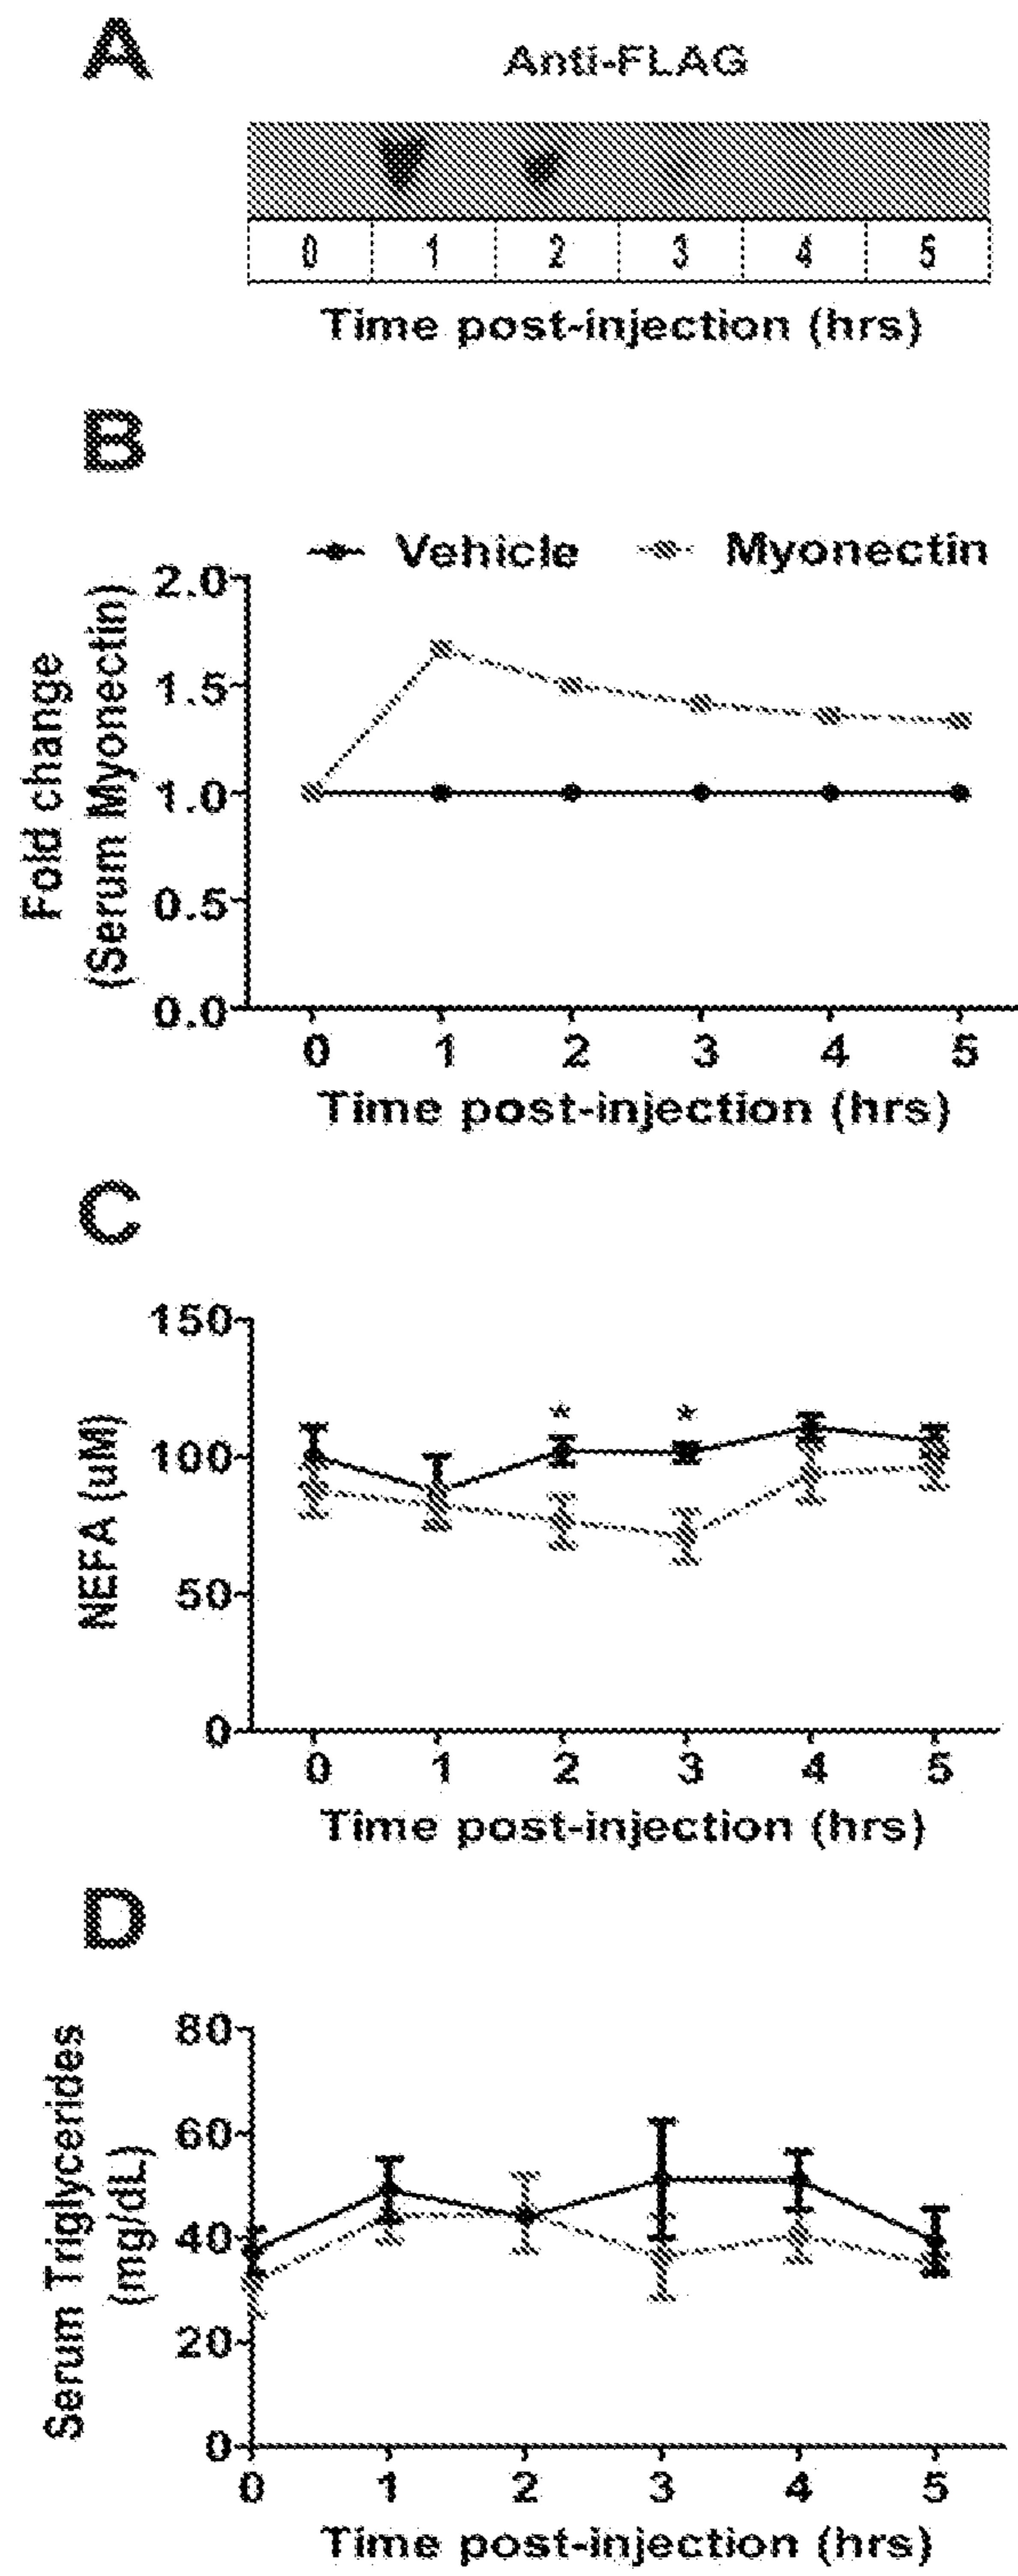 A
Anti-FLAG
0 1 2 3 4 5
Time post-injection (hrs)
B
Vehicle Myonectin
Fold change
(Serum Myonectin)
2.0
1.5
1.0
0.5
0.0
0 1 2 3 4 5
Time post-injection (hrs)
C
NEFA (uM)
150
100
50
0
* *
0 1 2 3 4 5
Time post-injection (hrs)
D
Serum Triglycerides
(mg/dL)
80
60
40
20
0
0 1 2 3 4 5
Time post-injection (hrs)